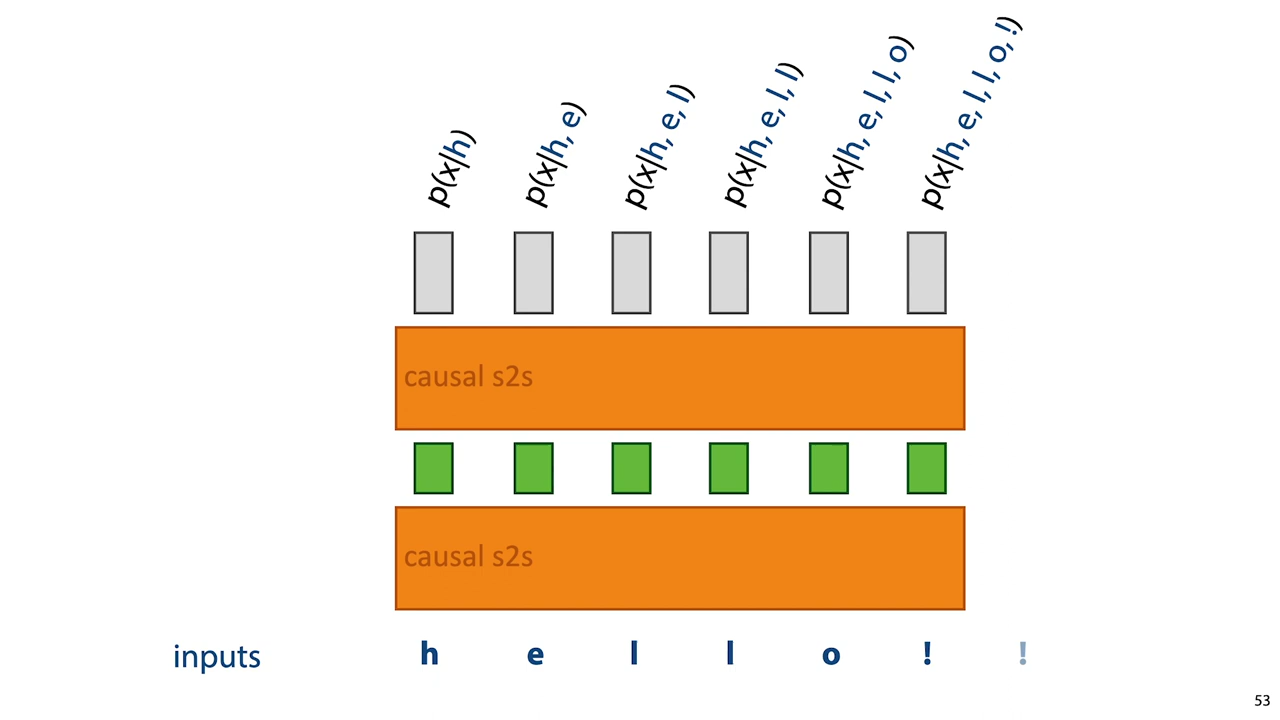 p(x|h)
p(x|h, e)
p(x|h, e, l)
p(x|h, e, l, l)
p(x|h, e, l, l, o)
p(x|h, e, l, l, o, !)
causal s2s
causal s2s
inputs h e l l o ! !
53